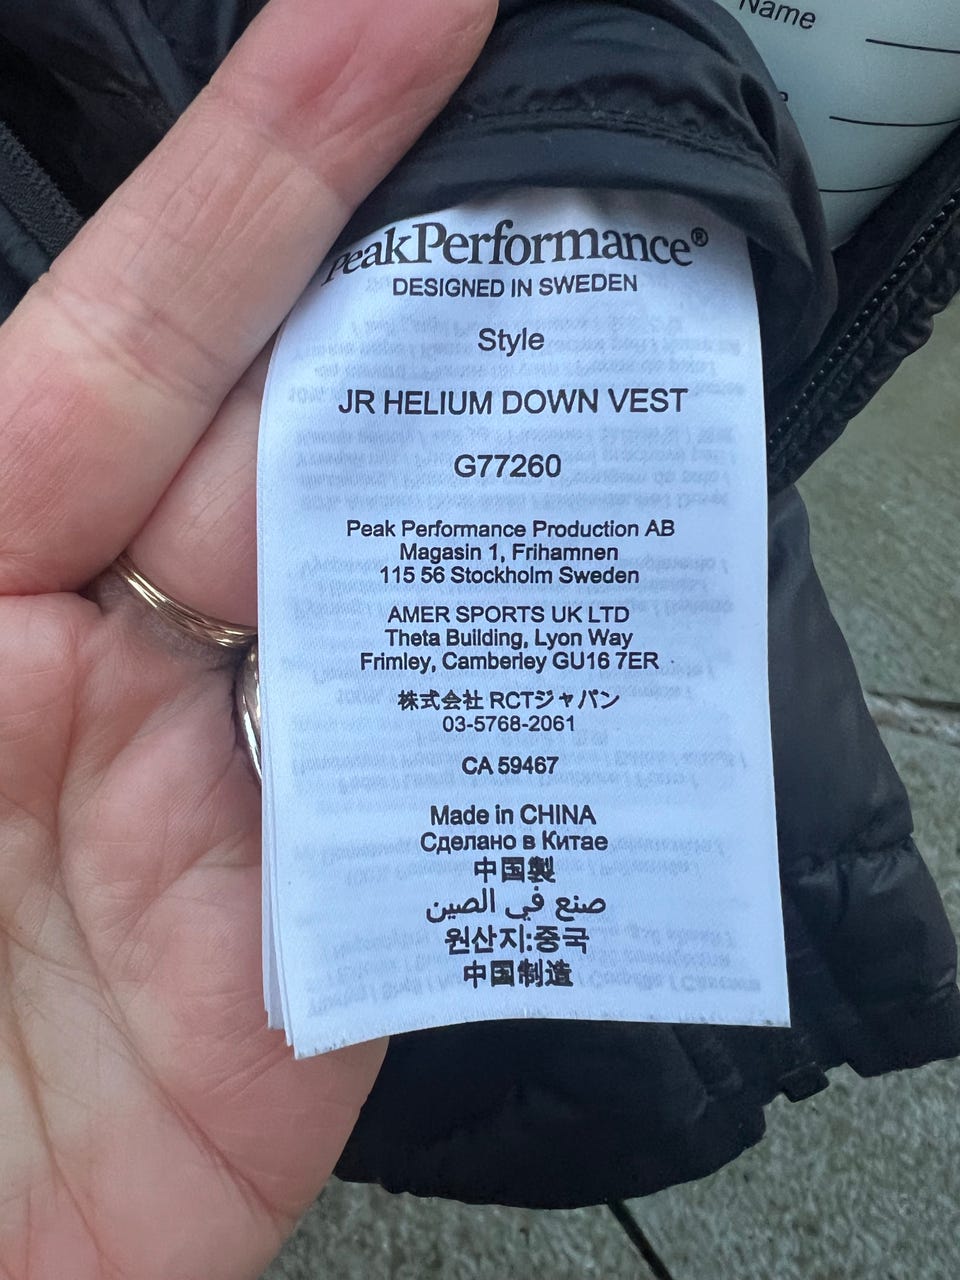 Name
PeakPerformance®
DESIGNED IN SWEDEN
Style
JR HELIUM DOWN VEST
G77260
Peak Performance Production AB
Magasin 1, Frihamnen
115 56 Stockholm Sweden
AMER SPORTS UK LTD
Theta Building, Lyon Way
Frimley, Camberley GU16 7ER
株式会社 RCTジャパン
03-5768-2061
CA 59467
Made in CHINA
Сделано в Китае
中国製
صنع في الصين
원산지:중국
中国制造